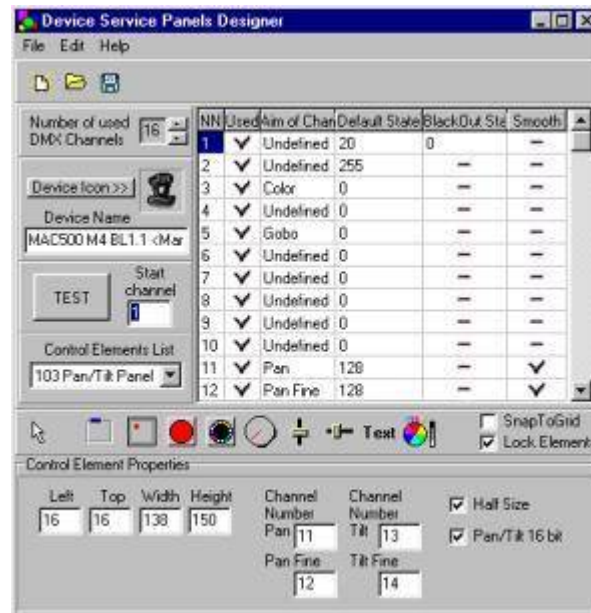 Device Service Panels Designer
File Edit Help
Number of used DMX Channels 16
Device Icon >>
Device Name
MAC500 M4 BL1.1 <Mar
TEST
Start channel
1
Control Elements List
103 Pan/Tilt Panel
NN Used Aim of Chan Default State BlackOut Sta Smooth
1 Undefined 20 0 –
2 Undefined 255 – –
3 Color 0 – –
4 Undefined 0 – –
5 Gobo 0 – –
6 Undefined 0 – –
7 Undefined 0 – –
8 Undefined 0 – –
9 Undefined 0 – –
10 Undefined 0 – –
11 Pan 128 –
12 Pan Fine 128 –
Text
SnapToGrid
Lock Element
Control Element Properties
Left Top Width Height
16 16 138 150
Channel Number
Pan 11
Pan Fine
12
Channel Number
Tilt 13
Tilt Fine
14
Half Size
Pan/Tilt 16 bit